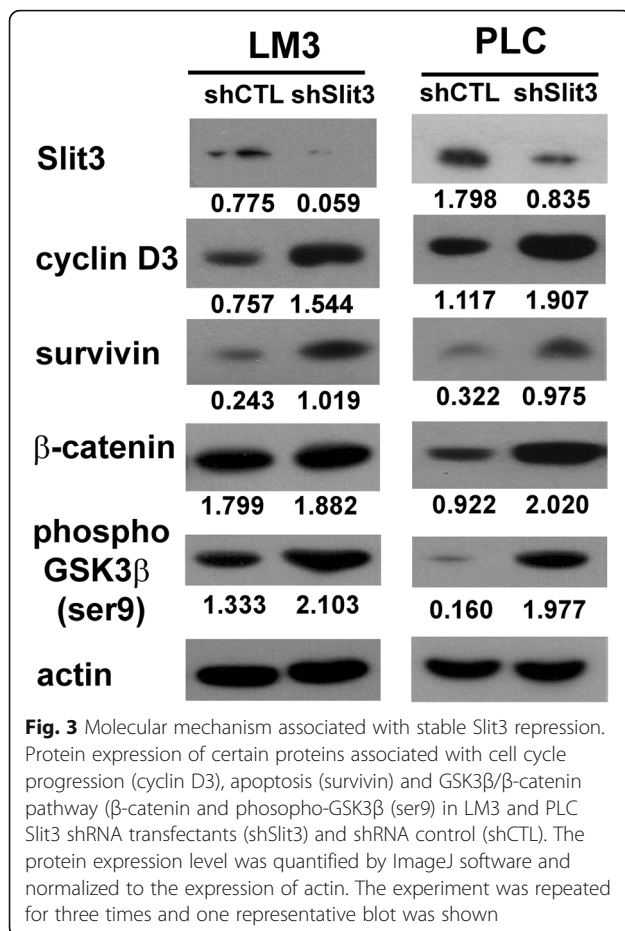 LM3 PLC
shCTL shSlit3 shCTL shSlit3
Slit3
0.775 0.059 1.798 0.835
cyclin D3
0.757 1.544 1.117 1.907
survivin
0.243 1.019 0.322 0.975
β-catenin
1.799 1.882 0.922 2.020
phospho
GSK3β
(ser9)
1.333 2.103 0.160 1.977
actin
Fig. 3 Molecular mechanism associated with stable Slit3 repression.
Protein expression of certain proteins associated with cell cycle
progression (cyclin D3), apoptosis (survivin) and GSK3β/β-catenin
pathway (β-catenin and phosopho-GSK3β (ser9) in LM3 and PLC
Slit3 shRNA transfectants (shSlit3) and shRNA control (shCTL). The
protein expression level was quantified by ImageJ software and
normalized to the expression of actin. The experiment was repeated
for three times and one representative blot was shown